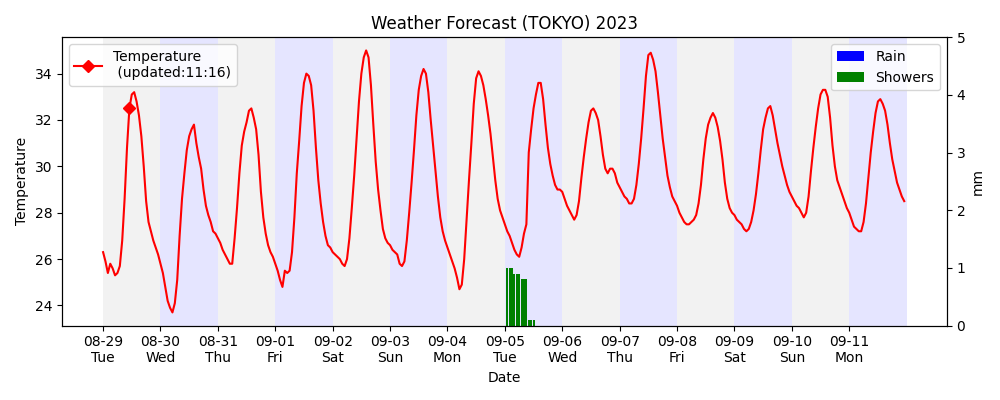 Weather Forecast (TOKYO) 2023
Temperature
(updated:11:16)
Rain
Showers
Temperature
34
32
30
28
26
24
5
4
3
2
1
0
mm
08-29 08-30 08-31 09-01 09-02 09-03 09-04 09-05 09-06 09-07 09-08 09-09 09-10 09-11
Tue Wed Thu Fri Sat Sun Mon Tue Wed Thu Fri Sat Sun Mon
Date